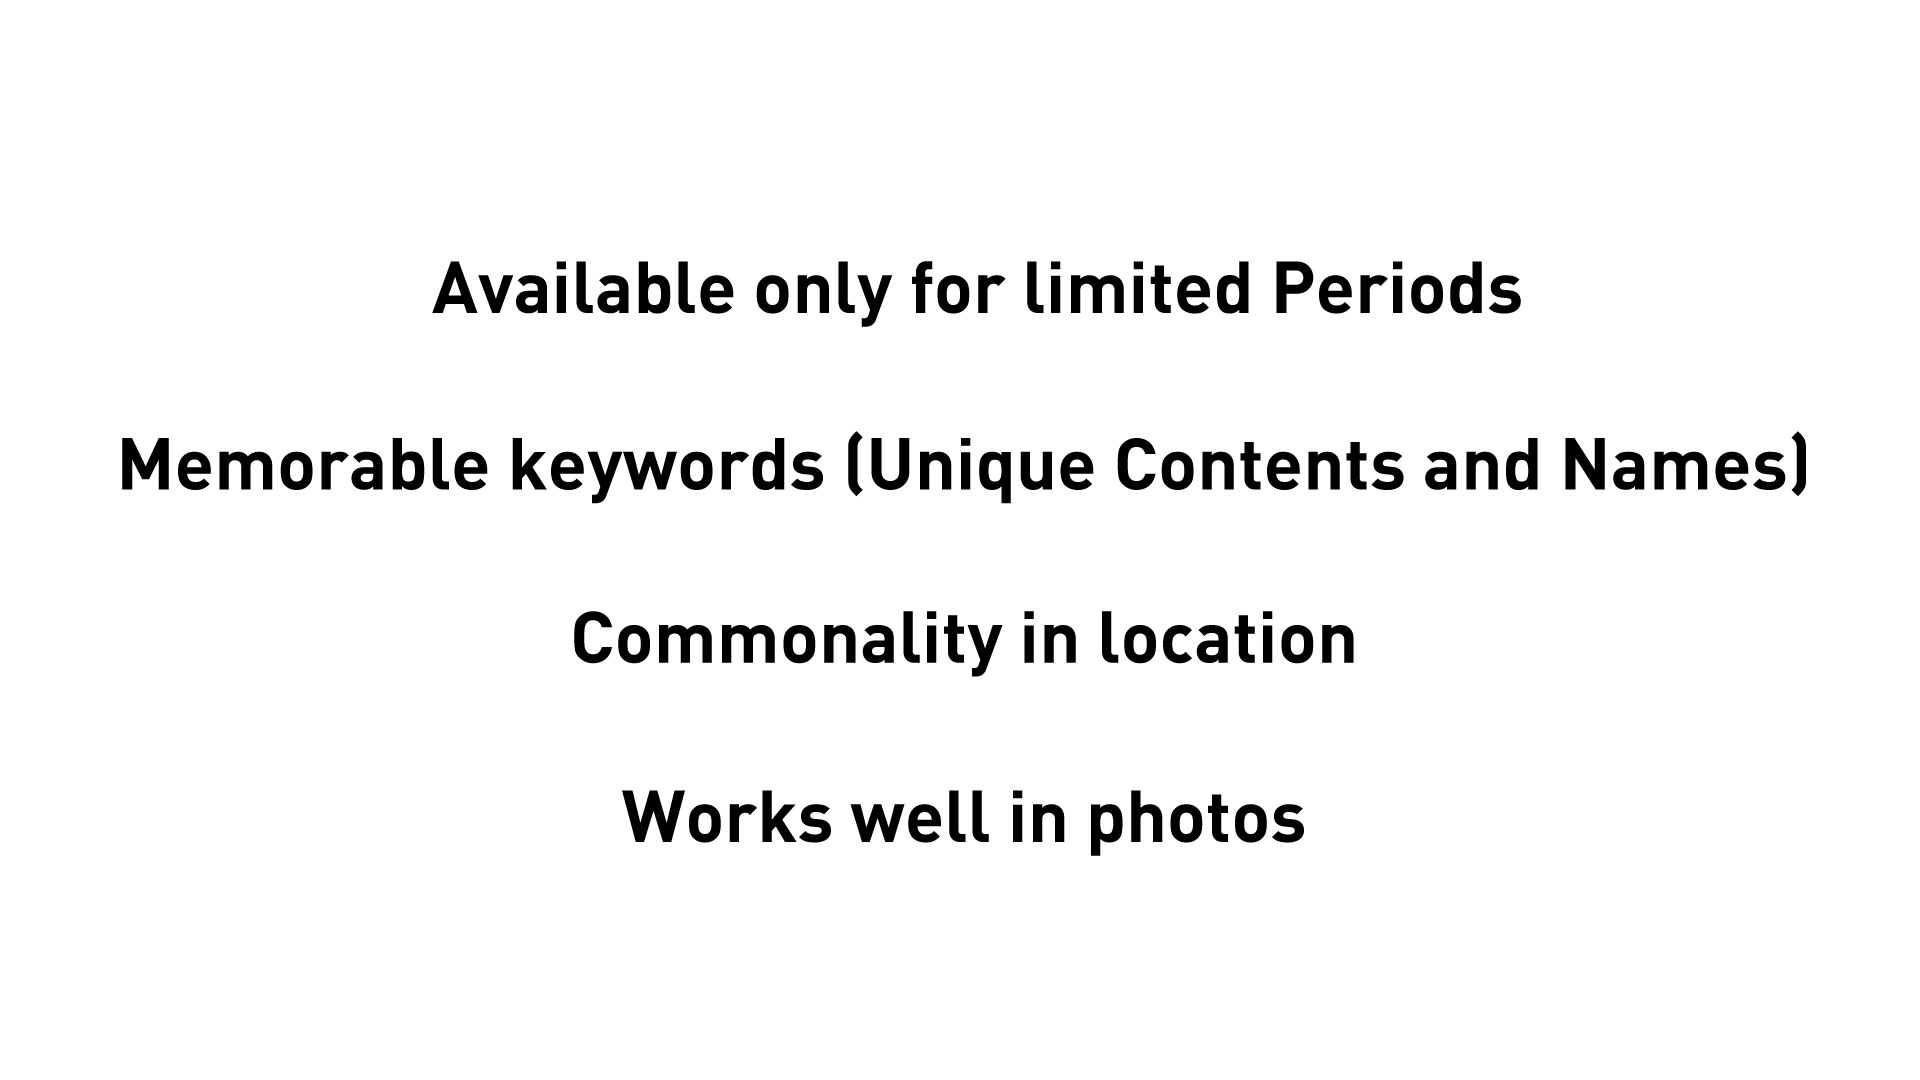 Available only for limited Periods
Memorable keywords (Unique Contents and Names)
Commonality in location
Works well in photos